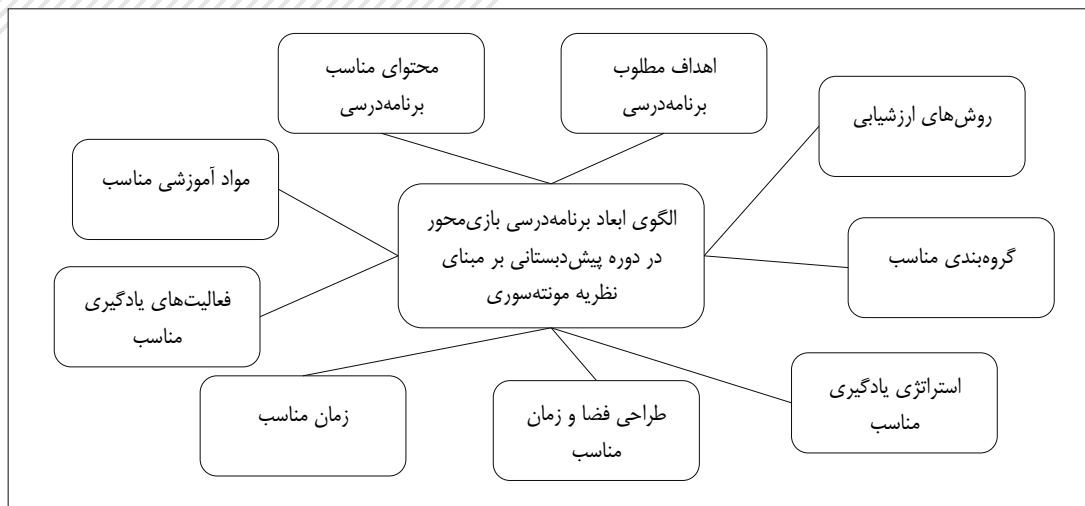 اهداف مطلوب
برنامه‌درسی
محتوای مناسب
برنامه‌درسی
روش‌های ارزشیابی
مواد آموزشی مناسب
الگوی ابعاد برنامه‌درسی بازی‌محور
در دوره پیش‌دبستانی بر مبنای
نظریه مونته‌سوری
گروه‌بندی مناسب
فعالیت‌های یادگیری
مناسب
استراتژی یادگیری
مناسب
طراحی فضا و زمان
مناسب
زمان مناسب